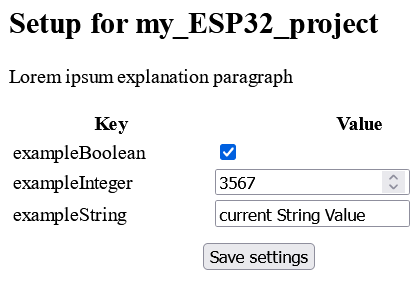 Setup for my_ESP32_project
Lorem ipsum explanation paragraph
Key Value
exampleBoolean
exampleInteger 3567
exampleString current String Value
Save settings